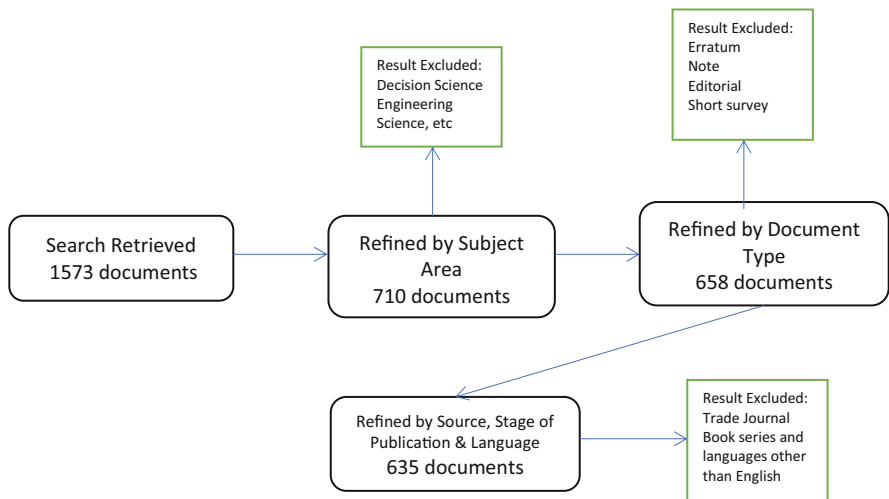 Result Excluded:
Decision Science
Engineering
Science, etc
Result Excluded:
Erratum
Note
Editorial
Short survey
Search Retrieved
1573 documents
Refined by Subject
Area
710 documents
Refined by Document
Type
658 documents
Refined by Source, Stage of
Publication & Language
635 documents
Result Excluded:
Trade Journal
Book series and
languages other
than English